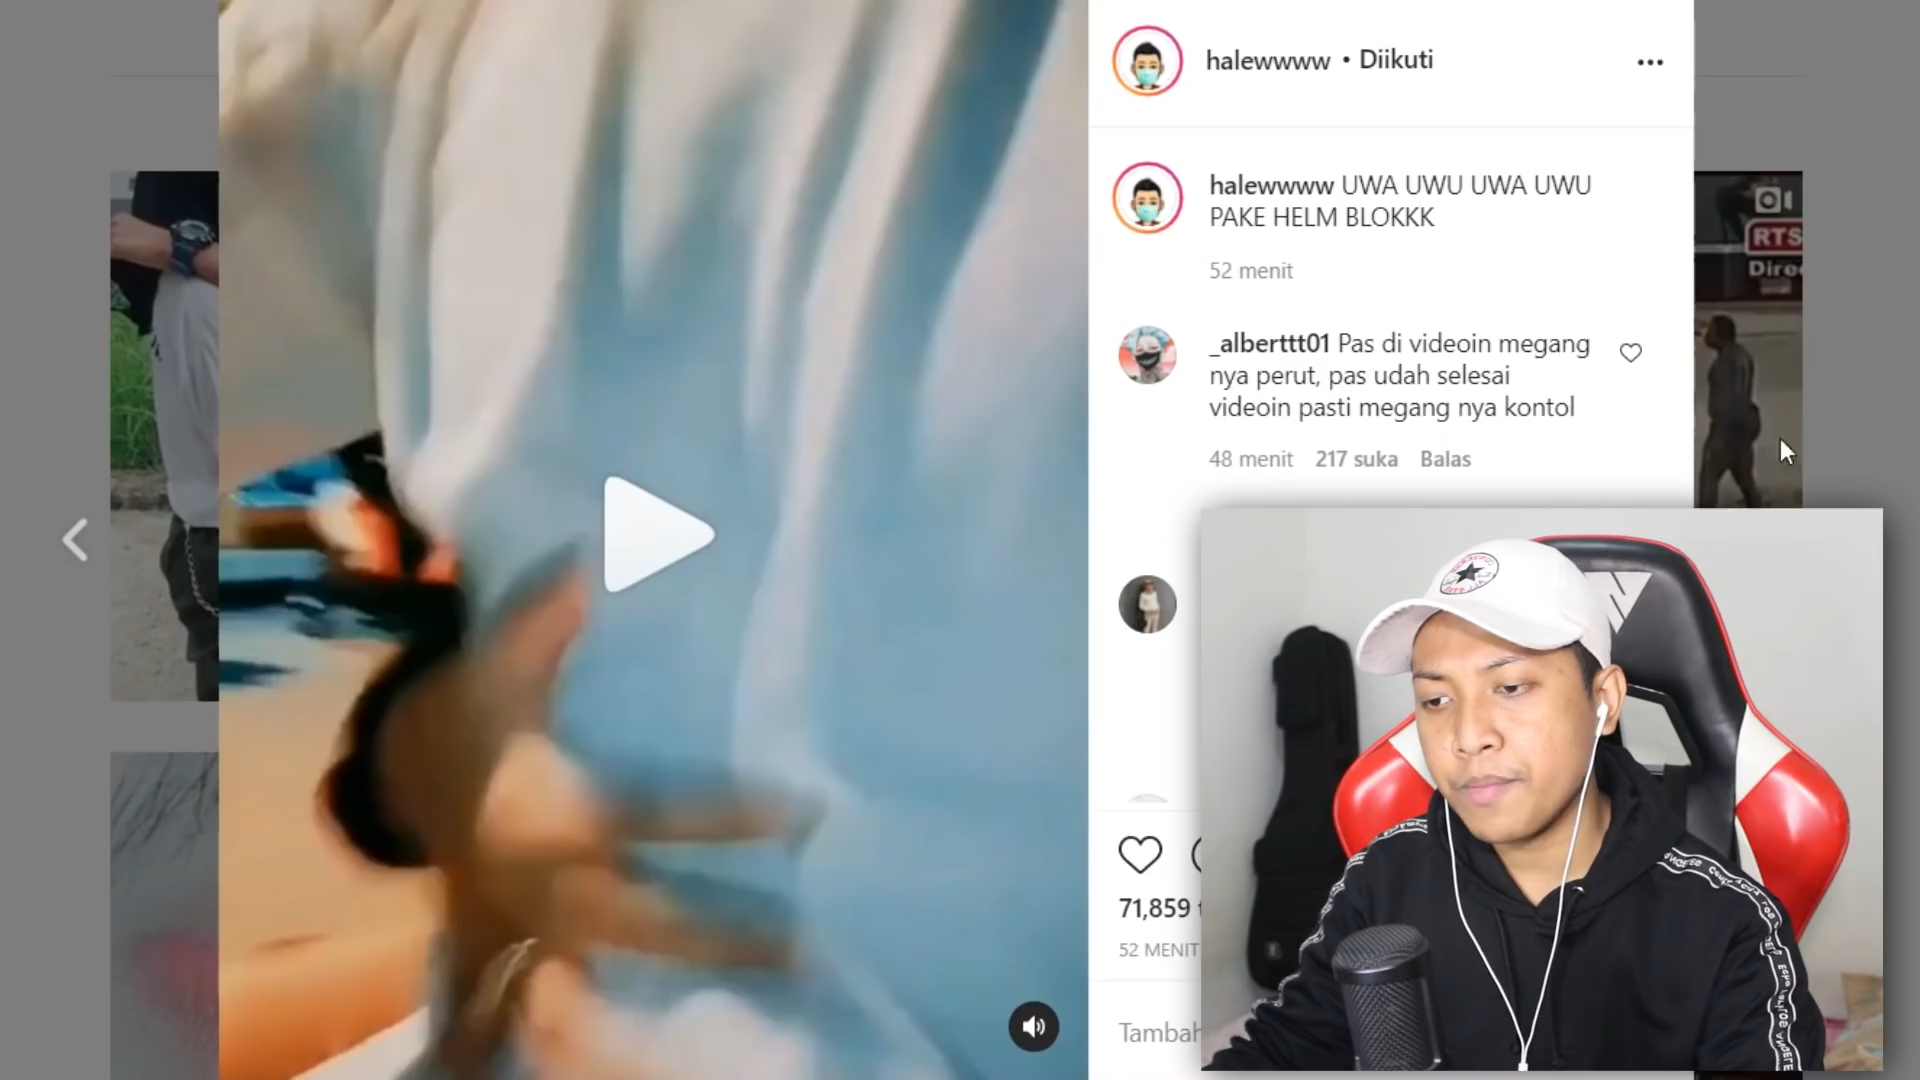 halewwww • Diikuti
halewwww UWA UWU UWA UWU
PAKE HELM BLOKKK
52 menit
_alberttt01 Pas di videoin megang
nya perut, pas udah selesai
videoin pasti megang nya kontol
48 menit 217 suka Balas
71,859
52 MENIT
Tambah
RTS
Dire